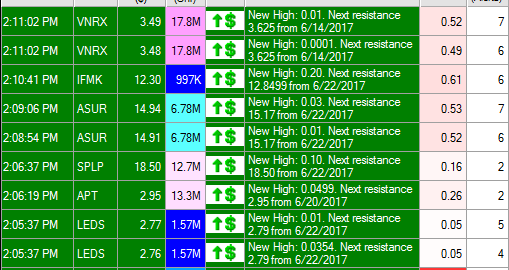 2:11:02 PM VNRX 3.49 17.8M New High: 0.01. Next resistance 0.52 7
3.625 from 6/14/2017
2:11:02 PM VNRX 3.48 17.8M New High: 0.0001. Next resistance 0.49 6
3.625 from 6/14/2017
2:10:41 PM IFMK 12.30 997K New High: 0.20. Next resistance 0.61 6
12.8499 from 6/22/2017
2:09:06 PM ASUR 14.94 6.78M New High: 0.03. Next resistance 0.53 7
15.17 from 6/22/2017
2:08:54 PM ASUR 14.91 6.78M New High: 0.01. Next resistance 0.52 6
15.17 from 6/22/2017
2:06:37 PM SPLP 18.50 12.7M New High: 0.10. Next resistance 0.16 2
18.50 from 6/22/2017
2:06:19 PM APT 2.95 13.3M New High: 0.0499. Next resistance 0.26 2
2.95 from 6/20/2017
2:05:37 PM LEDS 2.77 1.57M New High: 0.01. Next resistance 0.05 5
2.79 from 6/22/2017
2:05:37 PM LEDS 2.76 1.57M New High: 0.0354. Next resistance 0.05 4
2.79 from 6/22/2017